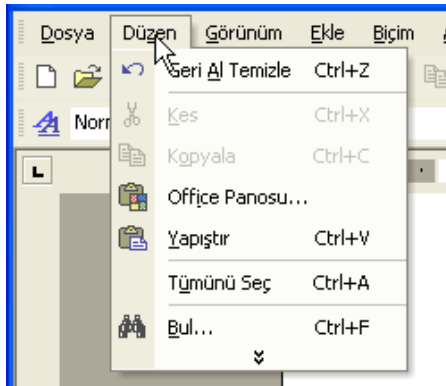 Dosya Düzen Görünüm Ekle Biçim
Geri Al Temizle Ctrl+Z
Kes Ctrl+X
Kopyala Ctrl+C
Office Panosu...
Yapıştır Ctrl+V
Tümünü Seç Ctrl+A
Bul... Ctrl+F